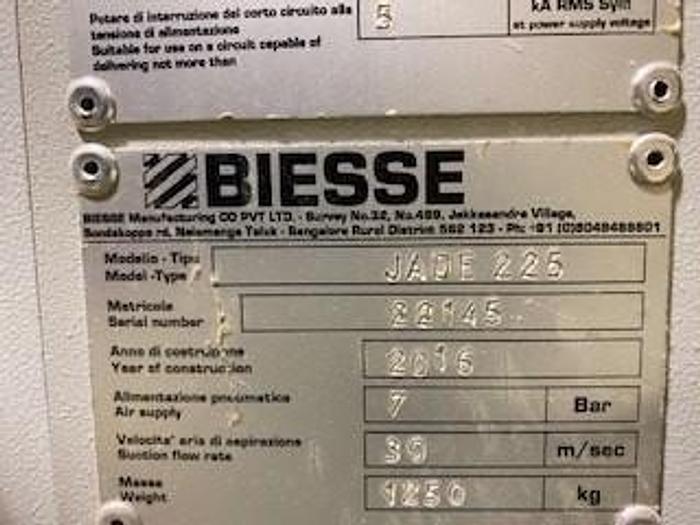 Potere di interruzione del corto circuito alla
tensione di alimentazione
Suitable for use on a circuit capable of
delivering not more than
5
kA RMS Sym
at power supply voltage
BIESSE
BIESSE Manufacturing CO PVT LTD. - Survey No.32, No.469, Jakkasandra Village,
Sondekoppa rd, Nelamanga Taluk - Bangalore Rural District 562 123 - Ph: +91 (0)8048488801
Modello - Tipo
Model -Type
JADE 225
Matricola
Serial number
22145
Anno di costruzione
Year of construction
2016
Alimentazione pneumatica
Air supply
7
Bar
Velocita' aria di aspirazione
Suction flow rate
30
m/sec
Massa
Weight
1250
kg